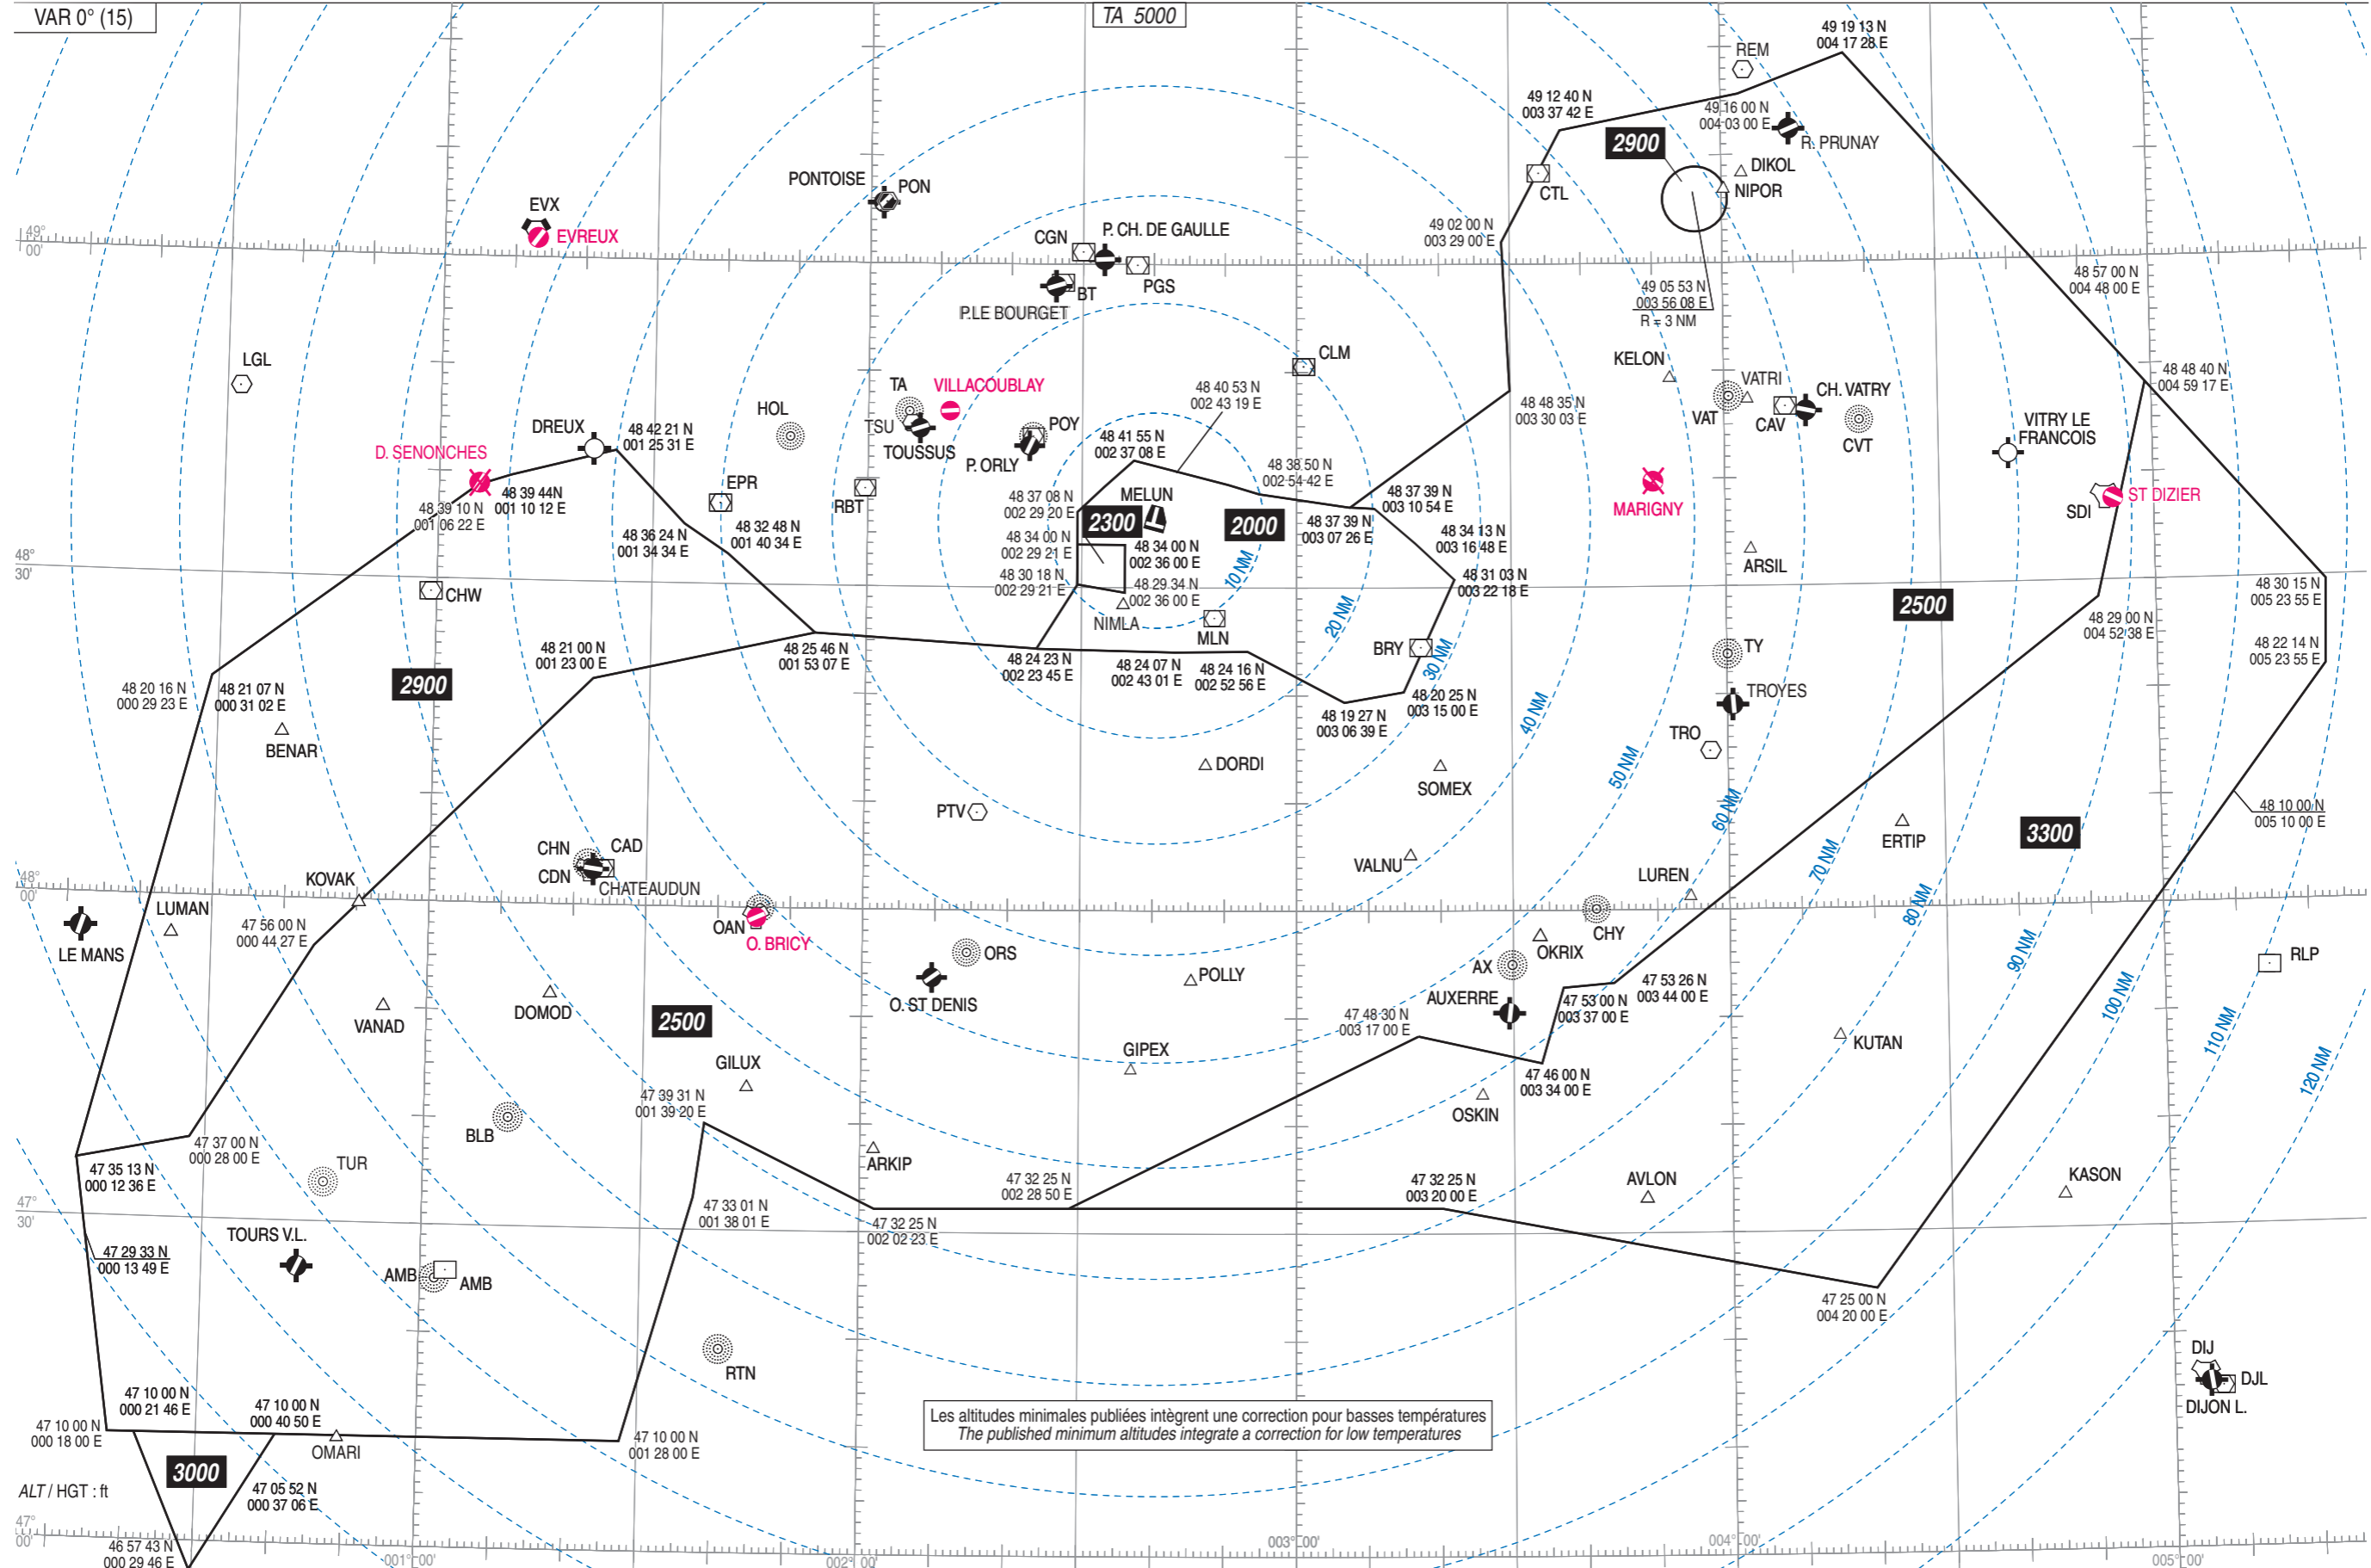 VAR 0° (15)
TA 5000
49 19 13 N
004 17 28 E
REM
49 12 40 N
003 37 42 E
49 16 00 N
004 03 00 E
R. PRUNAY
2900
DIKOL
NIPOR
CTL
PONTOISE
PON
EVX
EVREUX
CGN
P. CH. DE GAULLE
PGS
BT
P.LE BOURGET
49 02 00 N
003 29 00 E
49°
00'
48 57 00 N
004 48 00 E
49 05 53 N
003 56 08 E
R = 3 NM
LGL
CLM
KELON
48 48 40 N
004 59 17 E
48 48 35 N
003 30 03 E
TA
VILLACOUBLAY
TSU
TOUSSUS
HOL
48 40 53 N
002 43 19 E
VATRI
VAT
CAV
CH. VATRY
CVT
VITRY LE
FRANCOIS
DREUX
48 42 21 N
001 25 31 E
POY
P. ORLY
48 41 55 N
002 37 08 E
D. SENONCHES
48 39 44N
001 10 12 E
48 39 10 N
001 06 22 E
EPR
RBT
48 38 50 N
002 54 42 E
48 37 08 N
002 29 20 E
MELUN
2300
2000
48 37 39 N
003 10 54 E
48 37 39 N
003 07 26 E
MARIGNY
SDI
ST DIZIER
48 36 24 N
001 34 34 E
48 32 48 N
001 40 34 E
48 34 00 N
002 29 21 E
48 34 00 N
002 36 00 E
48 34 13 N
003 16 48 E
48 30 18 N
002 29 21 E
48 29 34 N
002 36 00 E
48 31 03 N
003 22 18 E
ARSIL
48°
30'
CHW
NIMLA
MLN
10 NM
20 NM
30 NM
40 NM
50 NM
60 NM
70 NM
80 NM
90 NM
100 NM
110 NM
120 NM
2500
48 30 15 N
005 23 55 E
48 29 00 N
004 52 38 E
48 22 14 N
005 23 55 E
BRY
TY
48 21 00 N
001 23 00 E
48 25 46 N
001 53 07 E
48 24 23 N
002 23 45 E
48 24 07 N
002 43 01 E
48 24 16 N
002 52 56 E
48 20 16 N
000 29 23 E
48 21 07 N
000 31 02 E
2900
48 20 25 N
003 15 00 E
48 19 27 N
003 06 39 E
TROYES
TRO
BENAR
DORDI
SOMEX
PTV
48 10 00 N
005 10 00 E
ERTIP
3300
CHN
CAD
CDN
CHATEAUDUN
VALNU
LUREN
48°
00'
KOVAK
LUMAN
LE MANS
47 56 00 N
000 44 27 E
OAN
O. BRICY
CHY
OKRIX
AX
ORS
O. ST DENIS
POLLY
RLP
VANAD
DOMOD
2500
AUXERRE
47 53 26 N
003 44 00 E
47 53 00 N
003 37 00 E
47 48 30 N
003 17 00 E
KUTAN
GILUX
GIPEX
47 46 00 N
003 34 00 E
OSKIN
47 39 31 N
001 39 20 E
BLB
47 37 00 N
000 28 00 E
47 35 13 N
000 12 36 E
TUR
ARKIP
47 32 25 N
002 28 50 E
47 32 25 N
003 20 00 E
AVLON
KASON
47°
30'
47 33 01 N
001 38 01 E
47 32 25 N
002 02 23 E
TOURS V.L.
47 29 33 N
000 13 49 E
AMB
AMB
47 25 00 N
004 20 00 E
RTN
DIJ
DJL
DIJON L.
47 10 00 N
000 21 46 E
47 10 00 N
000 40 50 E
47 10 00 N
000 18 00 E
OMARI
47 10 00 N
001 28 00 E
Les altitudes minimales publiées intègrent une correction pour basses températures
The published minimum altitudes integrate a correction for low temperatures
3000
47 05 52 N
000 37 06 E
ALT / HGT : ft
47°
00'
46 57 43 N
000 29 46 E
001° 00'
002° 00'
003° 00'
004° 00'
005° 00'